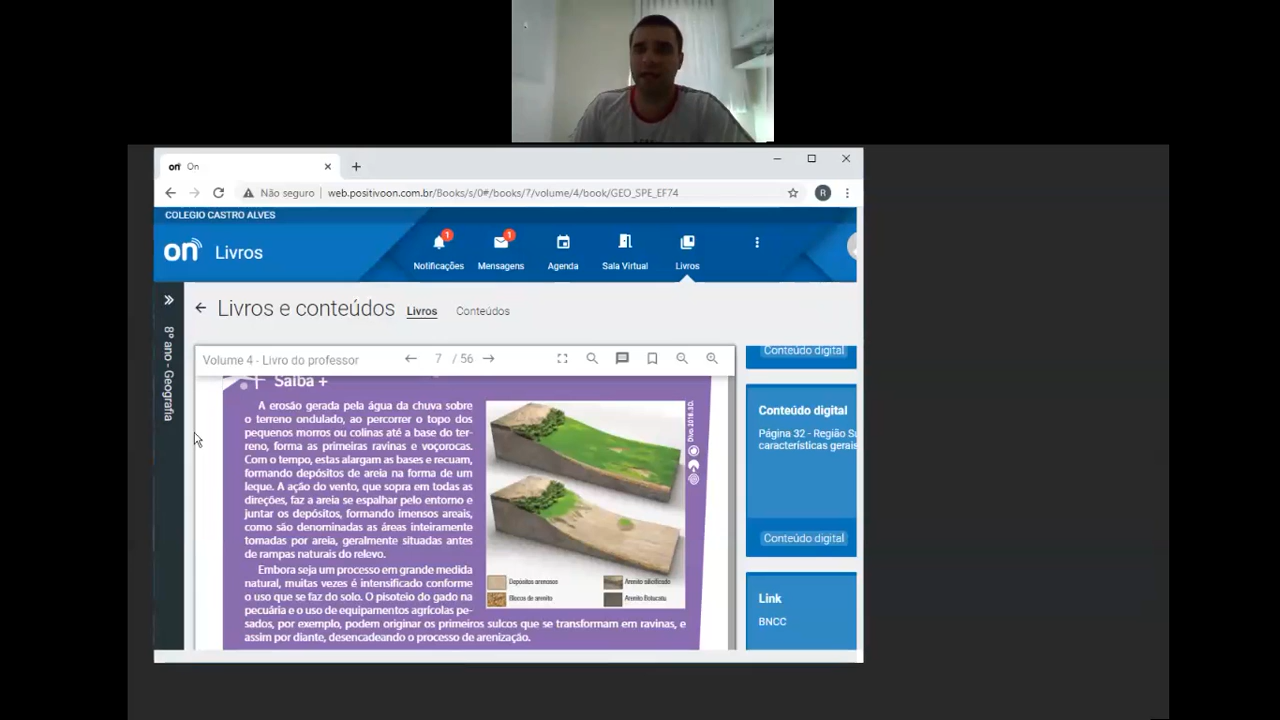 on On
Não seguro web.positivoon.com.br/Books/s/0#/books/7/volume/4/book/GEO_SPE_EF74 R
COLEGIO CASTRO ALVES
on Livros
1 1
Notificações Mensagens Agenda Sala Virtual Livros
Livros e conteúdos Livros Conteúdos
8º ano - Geografia
Volume 4 - Livro do professor 7 / 56
Saiba +
A erosão gerada pela água da chuva sobre
o terreno ondulado, ao percorrer o topo dos
pequenos morros ou colinas até a base do ter-
reno, forma as primeiras ravinas e voçorocas.
Com o tempo, estas alargam as bases e recuam,
formando depósitos de areia na forma de um
leque. A ação do vento, que sopra em todas as
direções, faz a areia se espalhar pelo entorno e
juntar os depósitos, formando imensos areais,
como são denominadas as áreas inteiramente
tomadas por areia, geralmente situadas antes
de rampas naturais do relevo.
Embora seja um processo em grande medida
natural, muitas vezes é intensificado conforme
o uso que se faz do solo. O pisoteio do gado na
pecuária e o uso de equipamentos agrícolas pe-
sados, por exemplo, podem originar os primeiros sulcos que se transformam em ravinas, e
assim por diante, desencadeando o processo de arenização.
Divo.2016.3D.
Depósitos arenosos Arenito silicificado
Blocos de arenito Arenito Botucatu
Conteúdo digital
Conteúdo digital
Página 32 - Região Su
características gerais
Conteúdo digital
Link
BNCC